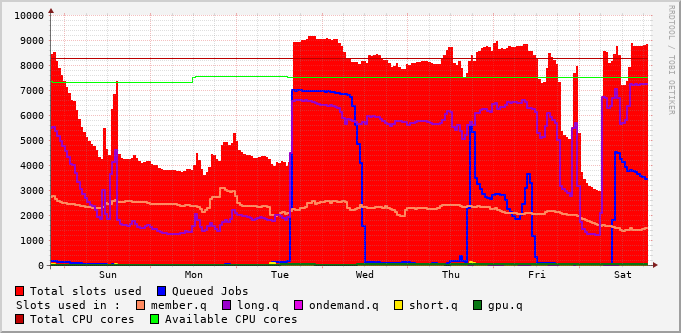 RRDTOOL / TOBI OETIKER
10000
9000
8000
7000
6000
5000
4000
3000
2000
1000
0
Sun Mon Tue Wed Thu Fri Sat
Total slots used Queued Jobs
Slots used in : member.q long.q ondemand.q short.q gpu.q
Total CPU cores Available CPU cores